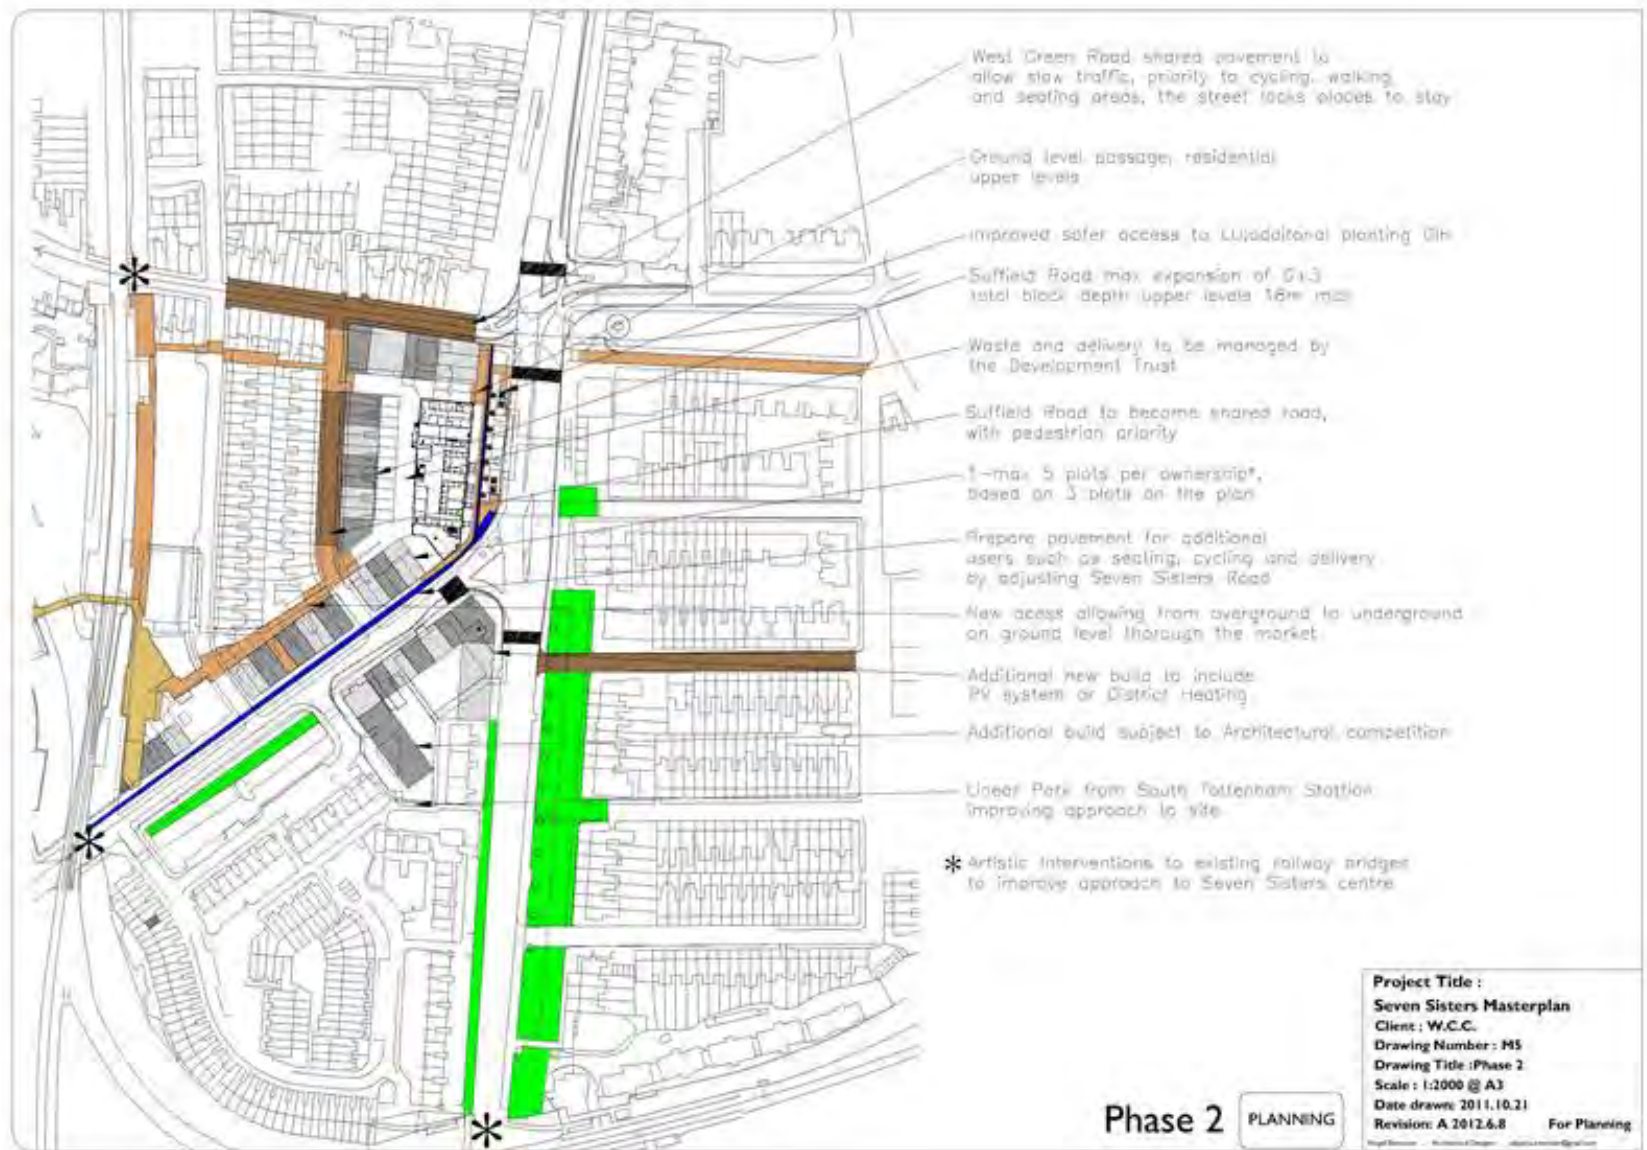 West Green Road shared pavement to
allow slow traffic, priority to cycling, walking
and seating areas, the street looks places to stay
Ground level passage, residential
upper levels
Improved safer access to LU, additonal planting
Suffield Road max expansion of G+3
total block depth upper levels 18m max
Waste and delivery to be managed by
the Development Trust
Suffield Road to become shared road,
with pedestrian priority
1-max 5 plots per ownership*,
based on 3 plots on the plan
Prepare pavement for additional
users such as seating, cycling and delivery
by adjusting Seven Sisters Road
New acess allowing from overground to underground
on ground level thorough the market
Additional new build to include
PV system or District Heating
Additional build subject to Architectural competition
Linear Park from South Tottenham Station
improving approach to site
* Artistic interventions to existing railway bridges
to improve approach to Seven Sisters centre
Project Title :
Seven Sisters Masterplan
Client : W.C.C.
Drawing Number : M5
Drawing Title :Phase 2
Scale : 1:2000 @ A3
Date drawn: 2011.10.21
Revision: A 2012.6.8 For Planning
Phase 2 PLANNING